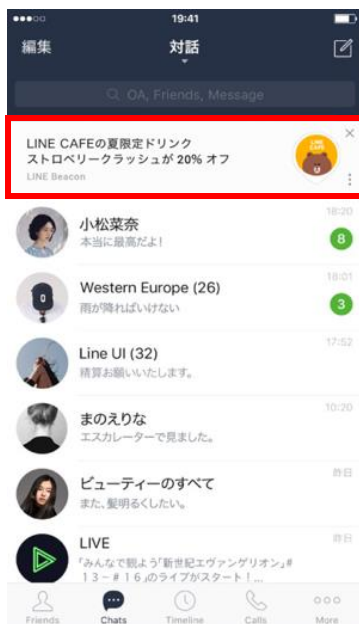 19:41
編集
対話
OA, Friends, Message
LINE CAFEの夏限定ドリンク
ストロベリークラッシュが 20% オフ
LINE Beacon
小松菜奈
18:20
本当に最高だよ!
8
Western Europe (26)
18:01
雨が降ればいけない
3
Line UI (32)
17:52
精算お願いいたします。
まのえりな
10:20
エスカレーターで見ました。
ビューティーのすべて
昨日
また、髪明るくしたい。
LIVE
昨日
「みんなで観よう「新世紀エヴァンゲリオン」#
13 - # 16」のライブがスタート!...
Friends
Chats
Timeline
Calls
More